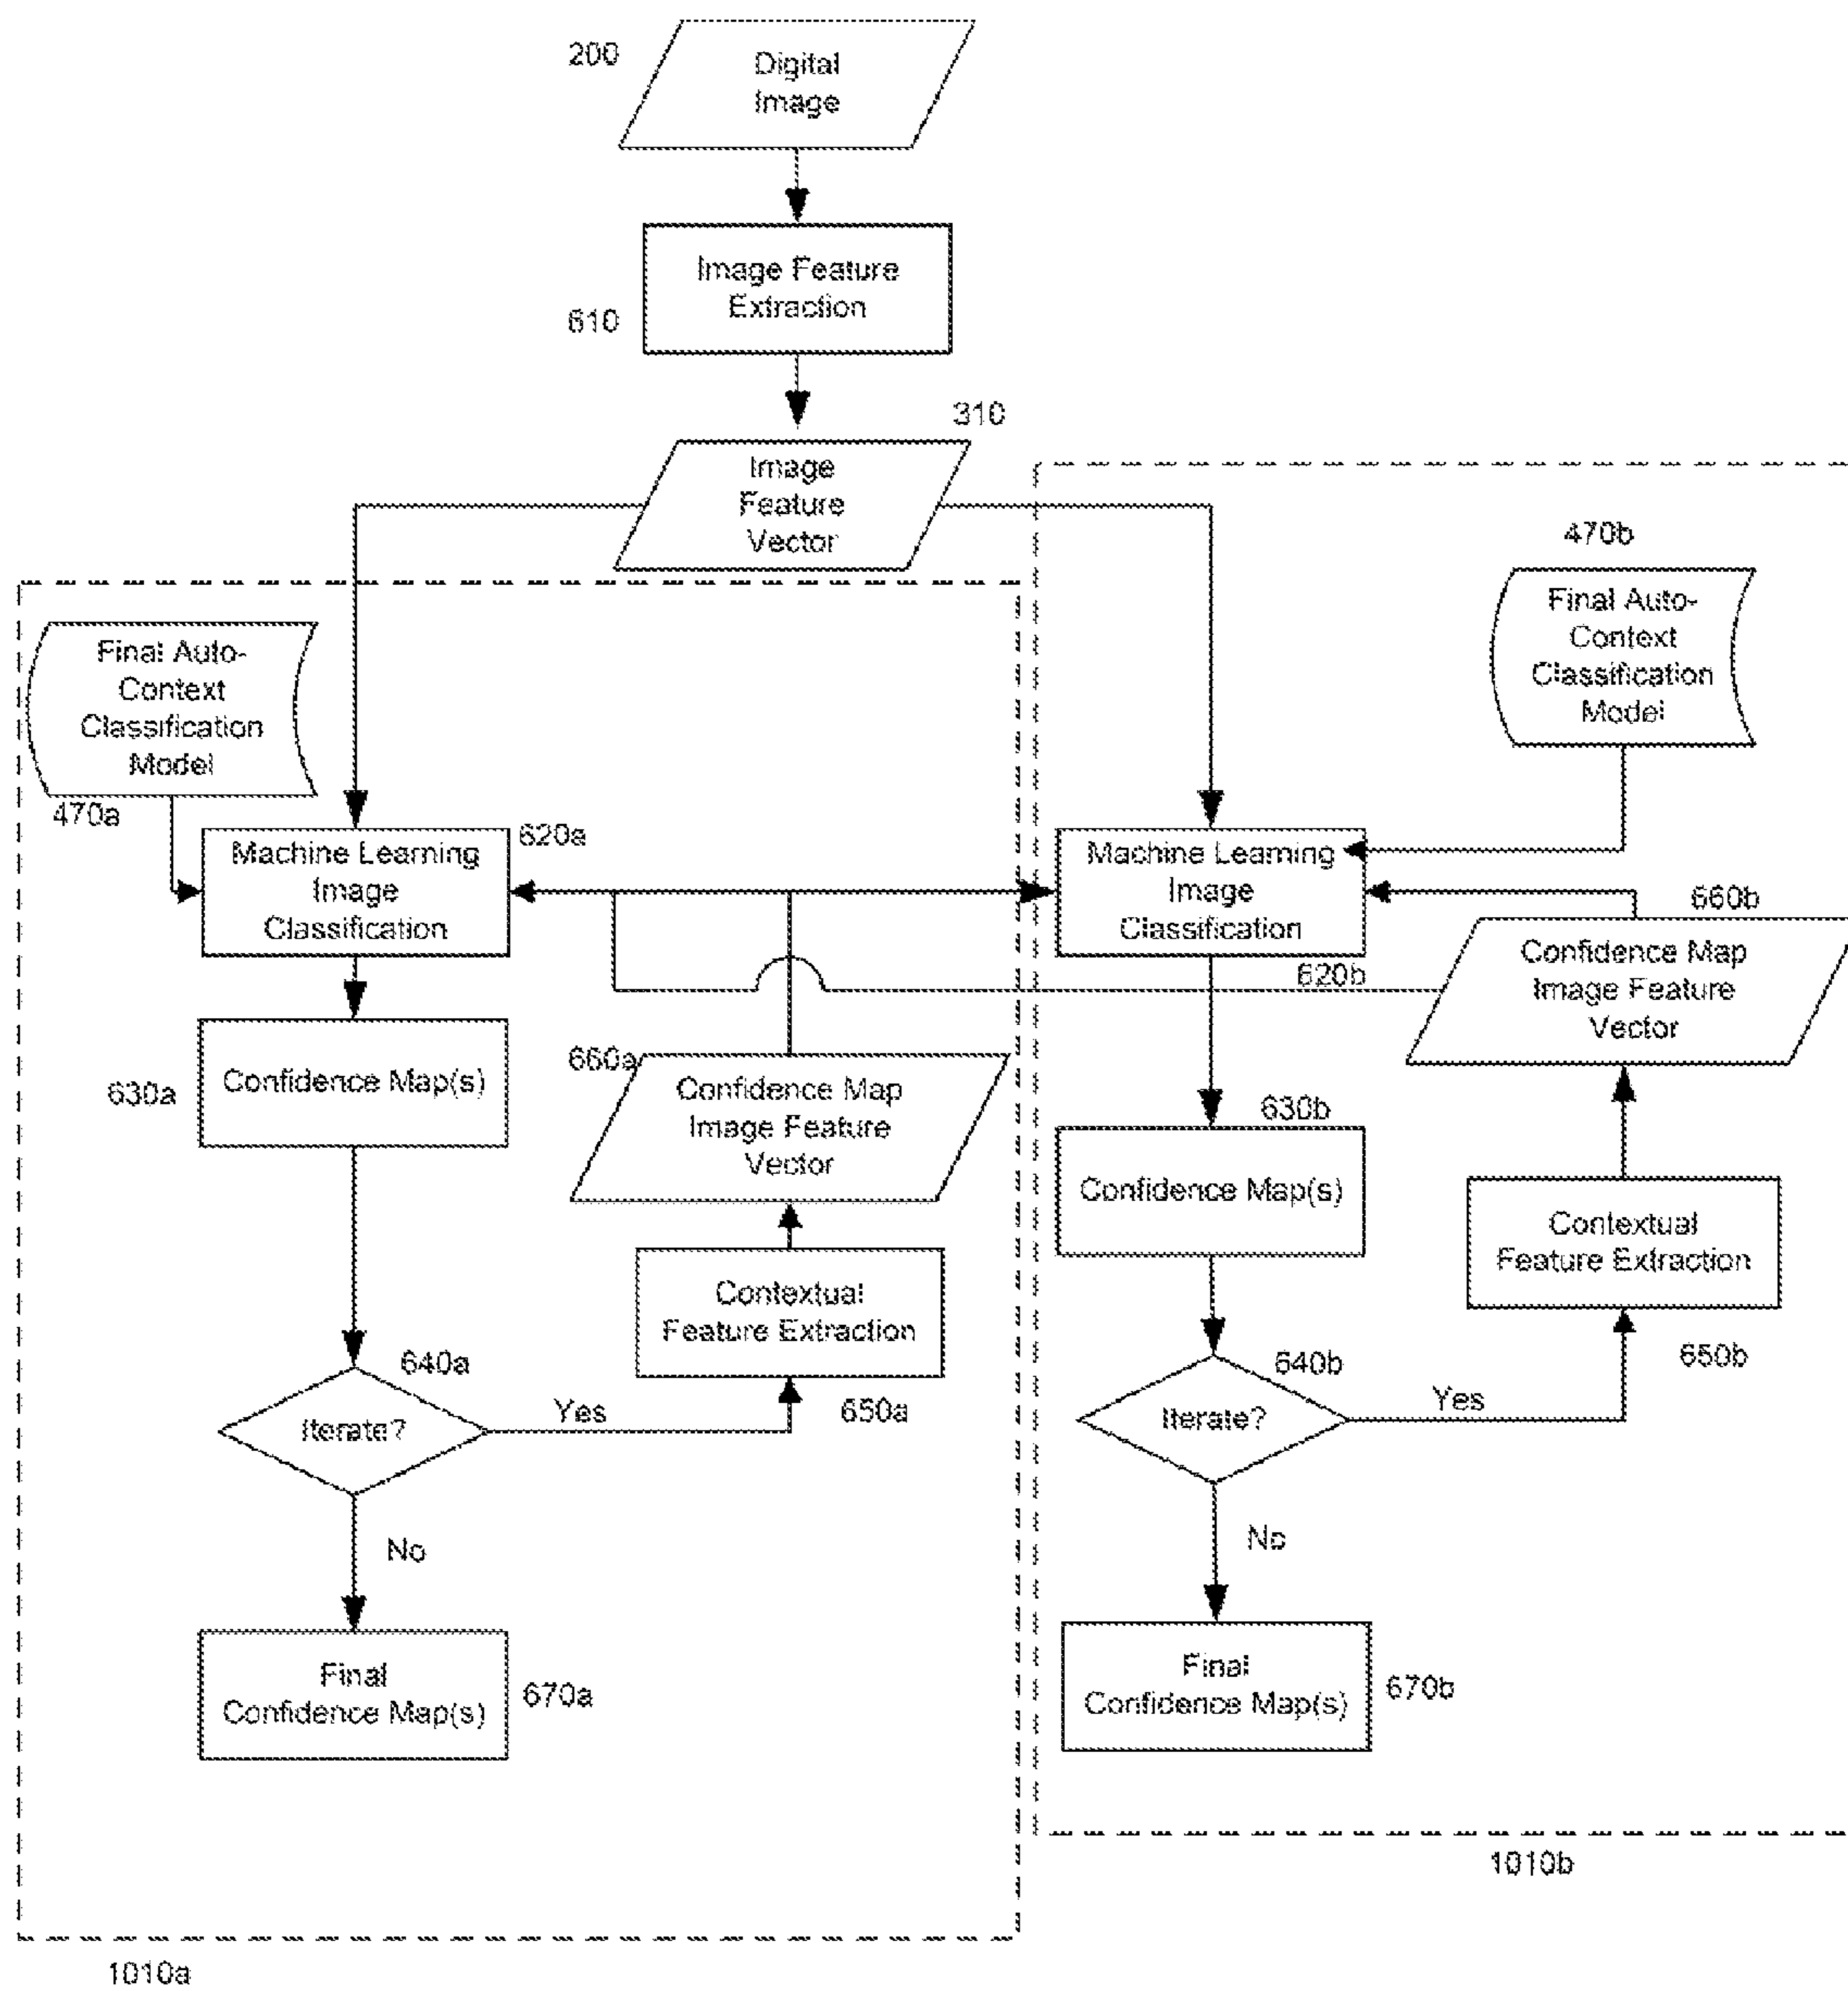 200
Digital
Image
Image Feature
Extraction
610
310
Image
Feature
Vector
470b
Final Auto-
Context
Classification
Model
Final Auto-
Context
Classification
Model
470a
620a
Machine Learning
Image
Classification
Machine Learning
Image
Classification
620b
660b
Confidence Map
Image Feature
Vector
630a
Confidence Map(s)
660a
Confidence Map
Image Feature
Vector
630b
Confidence Map(s)
Contextual
Feature Extraction
650b
Contextual
Feature Extraction
650a
640a
Iterate?
Yes
No
640b
Iterate?
Yes
No
Final
Confidence Map(s)
670a
Final
Confidence Map(s)
670b
1010b
1010a